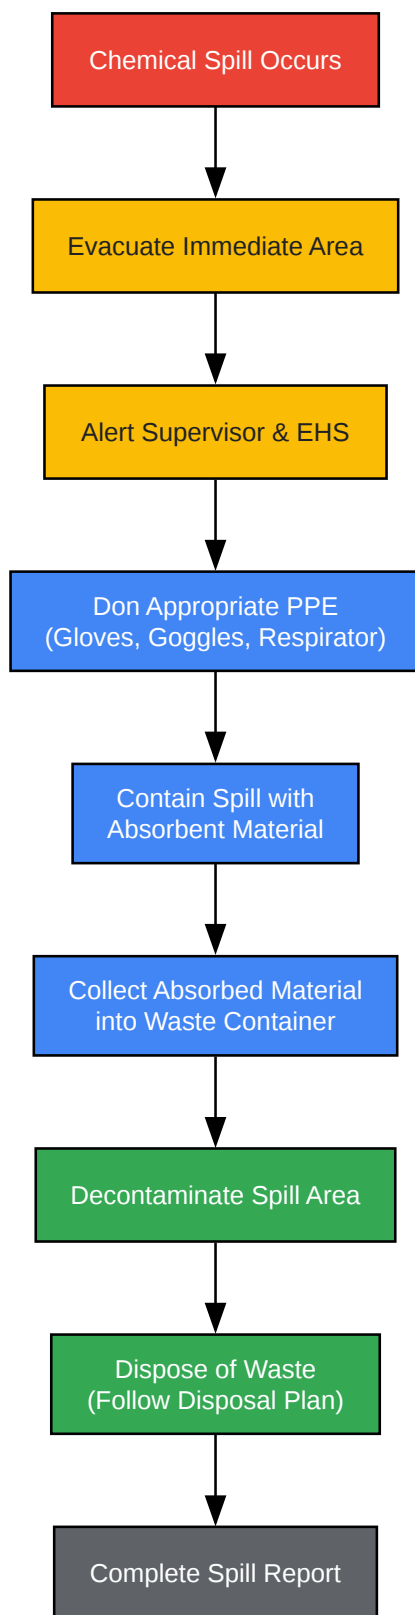 Chemical Spill Occurs
Evacuate Immediate Area
Alert Supervisor & EHS
Don Appropriate PPE
(Gloves, Goggles, Respirator)
Contain Spill with
Absorbent Material
Collect Absorbed Material
into Waste Container
Decontaminate Spill Area
Dispose of Waste
(Follow Disposal Plan)
Complete Spill Report